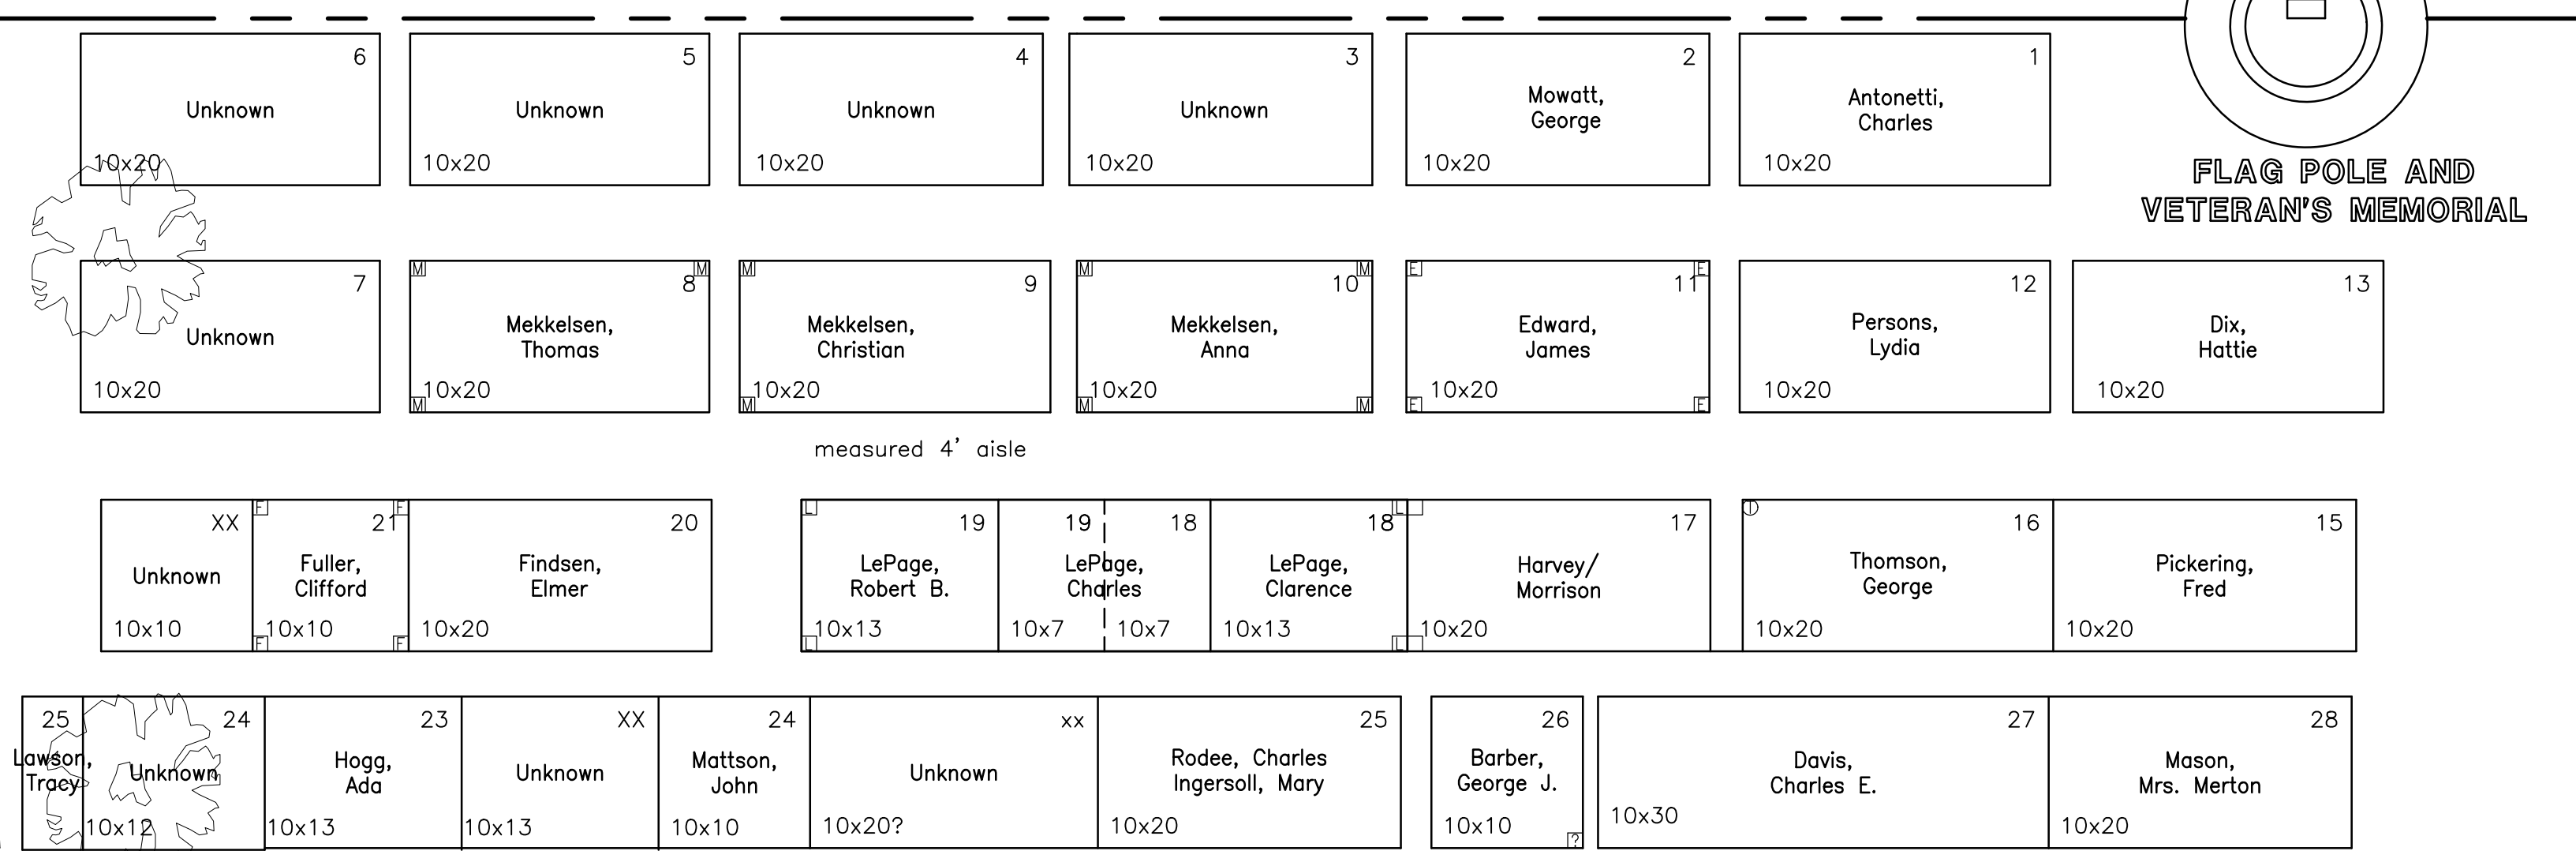 6
Unknown
10x20
5
Unknown
10x20
4
Unknown
10x20
3
Unknown
10x20
2
Mowatt,
George
10x20
1
Antonetti,
Charles
10x20
FLAG POLE AND
VETERAN'S MEMORIAL
7
Unknown
10x20
M
M
8
Mekkelsen,
Thomas
10x20
M
M
9
Mekkelsen,
Christian
10x20
M
M
M
10
Mekkelsen,
Anna
10x20
M
M
E
E
11
Edward,
James
10x20
E
E
12
Persons,
Lydia
10x20
13
Dix,
Hattie
10x20
measured 4' aisle
XX
Unknown
10x10
F
F
21
Fuller,
Clifford
10x10
F
F
20
Findsen,
Elmer
10x20
L
19
LePage,
Robert B.
10x13
L
19
18
LePage,
Charles
10x7
10x7
L
18
LePage,
Clarence
10x13
L
17
Harvey/
Morrison
10x20
T
16
Thomson,
George
10x20
15
Pickering,
Fred
10x20
25
Lawson,
Tracy
24
Unknown
10x12
23
Hogg,
Ada
10x13
XX
Unknown
10x13
24
Mattson,
John
10x10
xx
Unknown
10x20?
25
Rodee, Charles
Ingersoll, Mary
10x20
26
Barber,
George J.
10x10
?
27
Davis,
Charles E.
10x30
28
Mason,
Mrs. Merton
10x20